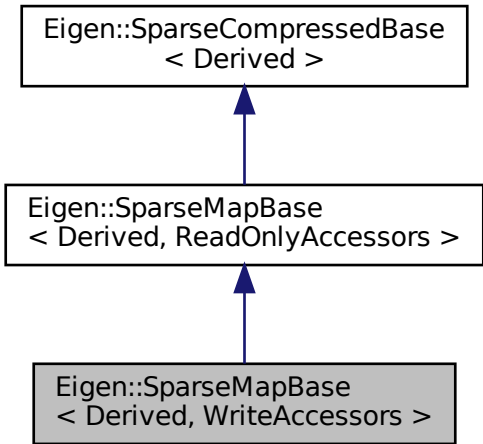 Eigen::SparseCompressedBase
< Derived >
Eigen::SparseMapBase
< Derived, ReadOnlyAccessors >
Eigen::SparseMapBase
< Derived, WriteAccessors >